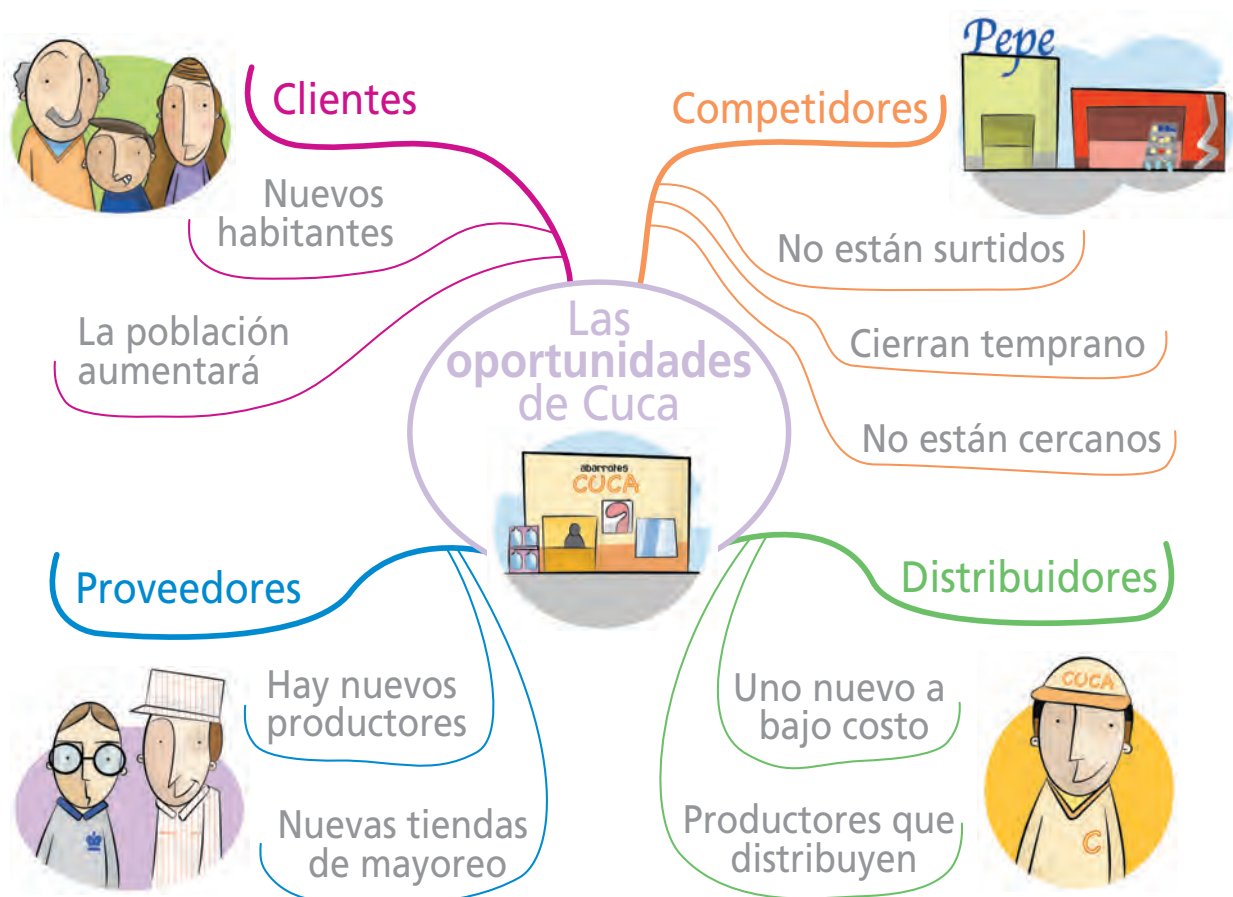 Las
oportunidades
de Cuca
abarrotes
CUCA
Clientes
Nuevos
habitantes
La población
aumentará
Pepe
Competidores
No están surtidos
Cierran temprano
No están cercanos
Proveedores
Hay nuevos
productores
Nuevas tiendas
de mayoreo
Distribuidores
Uno nuevo a
bajo costo
Productores que
distribuyen
CUCA
C